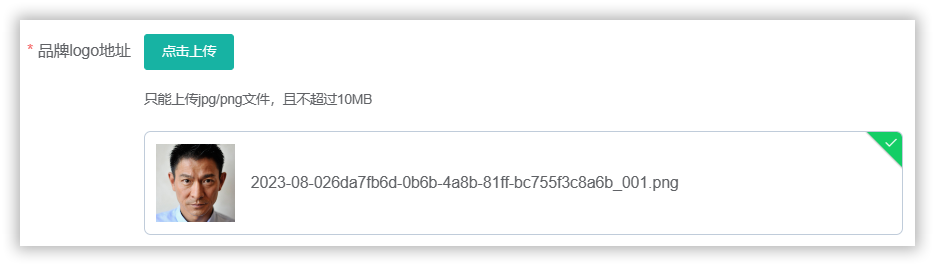 * 品牌logo地址 点击上传
只能上传jpg/png文件，且不超过10MB
2023-08-026da7fb6d-0b6b-4a8b-81ff-bc755f3c8a6b_001.png